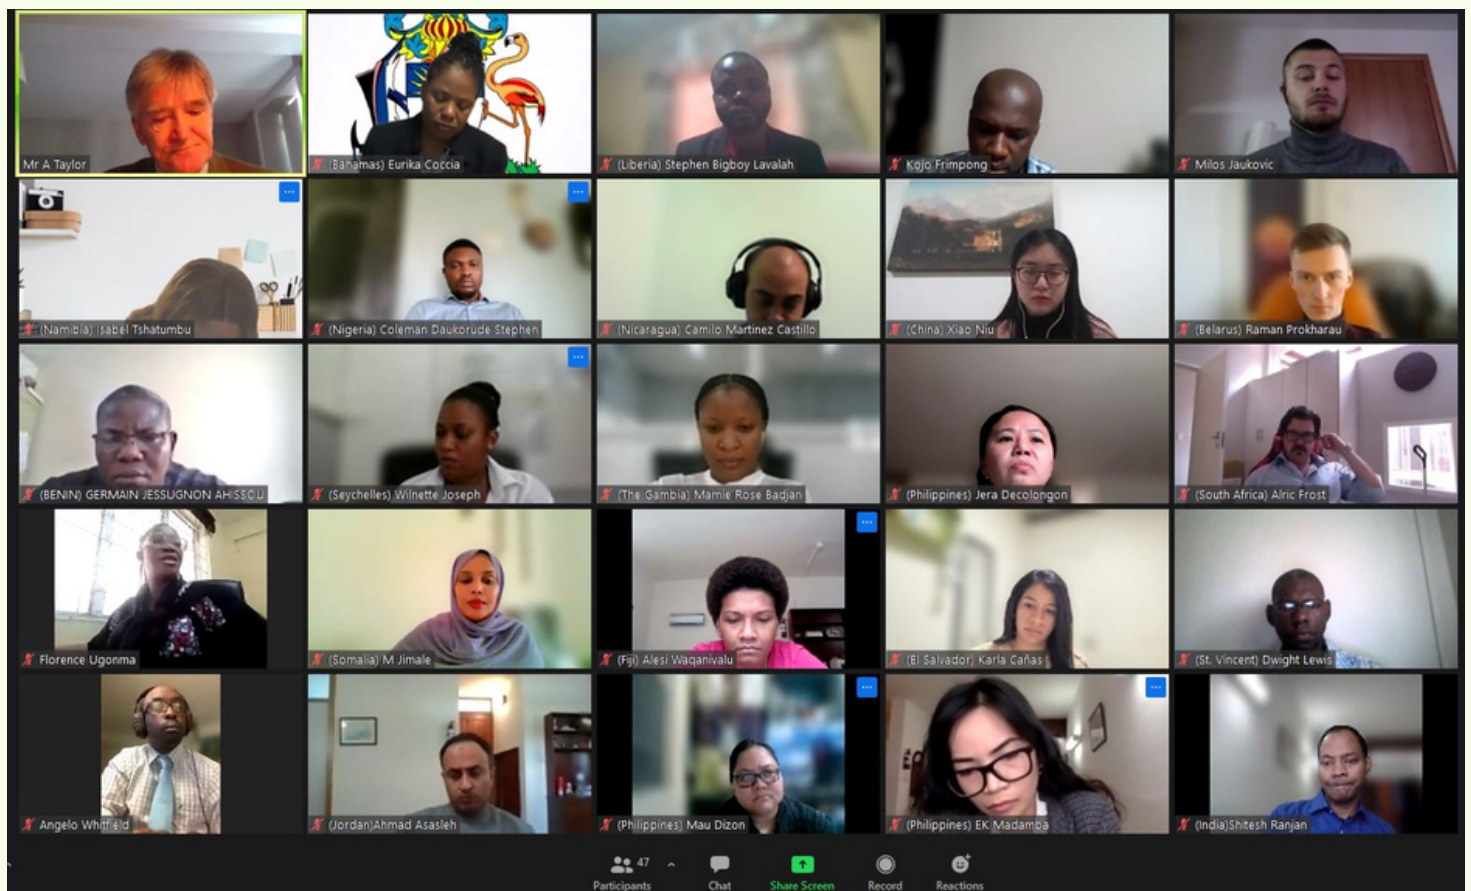 Mr A Taylor
(Bahamas) Eurika Coccia
(Liberia) Stephen Bigboy Lavalah
Kojo Frimpong
Milos Jaukovic
(Namibia) Isabel Tshatumbu
(Nigeria) Coleman Daukorude Stephen
(Nicaragua) Camilo Martinez Castillo
(China) Xiao Niu
(Belarus) Raman Prokharau
(BENIN) GERMAIN JESSUGNON AHISSOU
(Seychelles) Wilnette Joseph
(The Gambia) Mamie Rose Badjan
(Philippines) Jera Decolongon
(South Africa) Alric Frost
Florence Ugonma
(Somalia) M Jimale
(Fiji) Alesi Waqanivalu
(El Salvador) Karla Cañas
(St. Vincent) Dwight Lewis
Angelo Whitfield
(Jordan)Ahmad Asasleh
(Philippines) Mau Dizon
(Philippines) EK Madamba
(India)Shitesh Ranjan
47
Participants
Chat
Share Screen
Record
Reactions